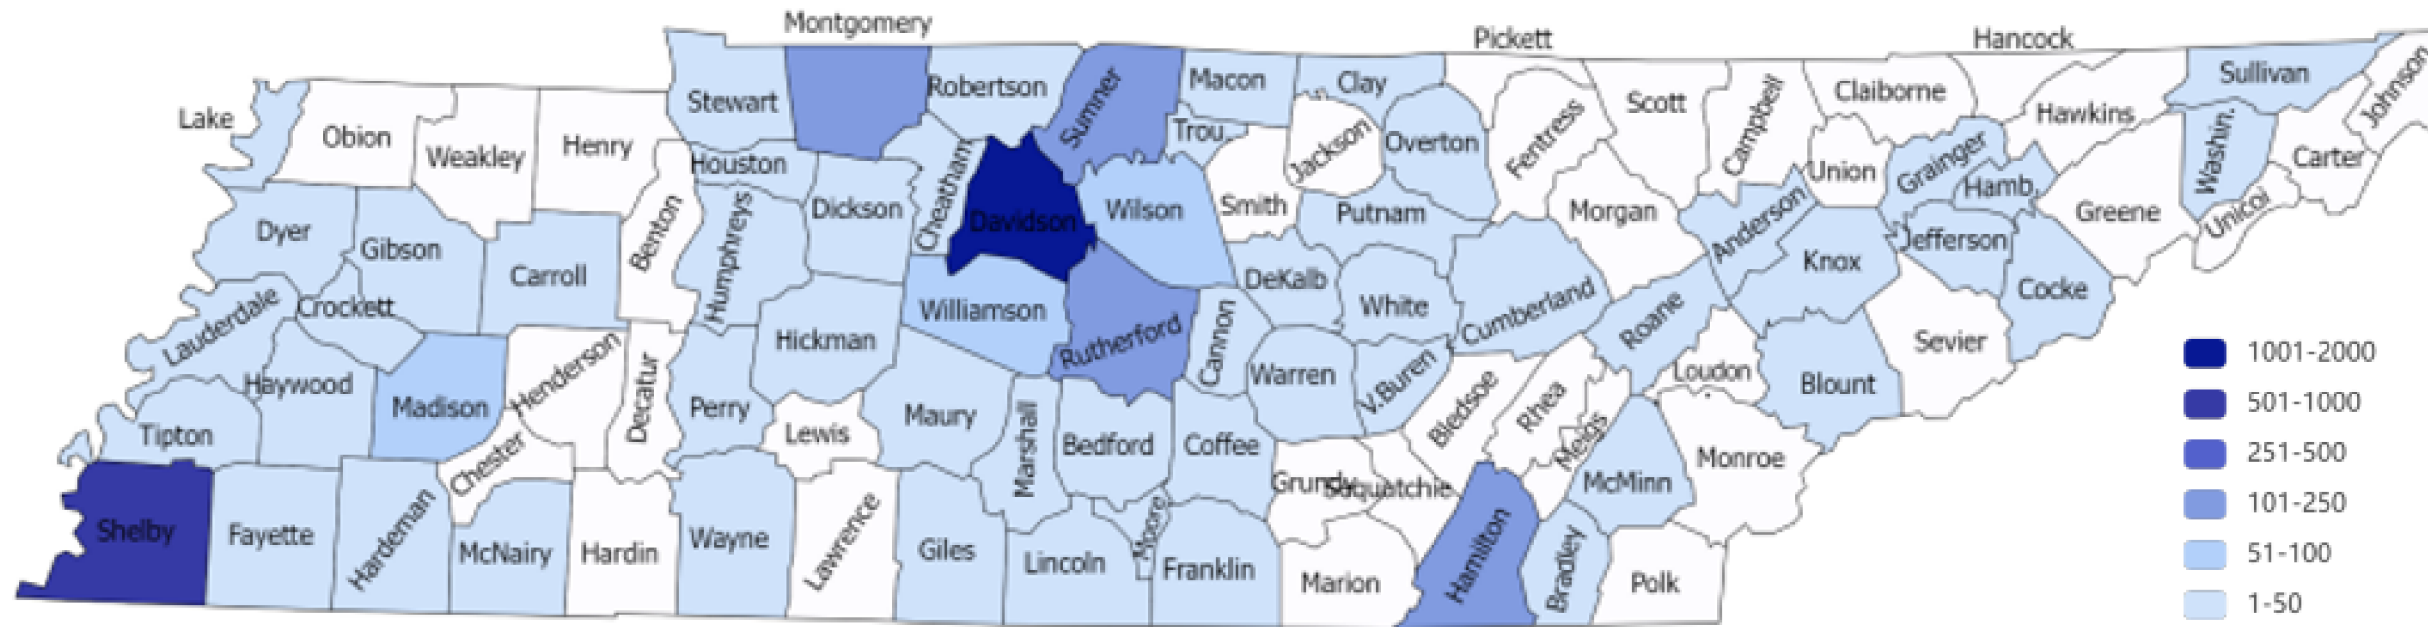 Montgomery
Pickett
Hancock
Lake
Obion
Weakley
Henry
Stewart
Robertson
Sumner
Macon
Clay
Trou.
Jackson
Overton
Fentress
Scott
Campbell
Claiborne
Union
Hawkins
Sullivan
Johnson
Washin.
Carter
Unicoi
Greene
Grainger
Hamb.
Jefferson
Cocke
Houston
Dickson
Cheatham
Davidson
Wilson
Smith
Putnam
Morgan
Anderson
Knox
Dyer
Gibson
Carroll
Benton
Humphreys
Williamson
Rutherford
Cannon
DeKalb
White
Cumberland
Roane
Loudon
Blount
Sevier
Lauderdale
Crockett
Haywood
Madison
Henderson
Decatur
Perry
Hickman
Lewis
Maury
Marshall
Bedford
Coffee
Warren
V.Buren
Bledsoe
Rhea
Meigs
McMinn
Monroe
Tipton
Chester
Shelby
Fayette
Hardeman
McNairy
Hardin
Wayne
Lawrence
Giles
Lincoln
Moore
Franklin
Grundy
Sequatchie
Marion
Hamilton
Bradley
Polk
1001-2000
501-1000
251-500
101-250
51-100
1-50